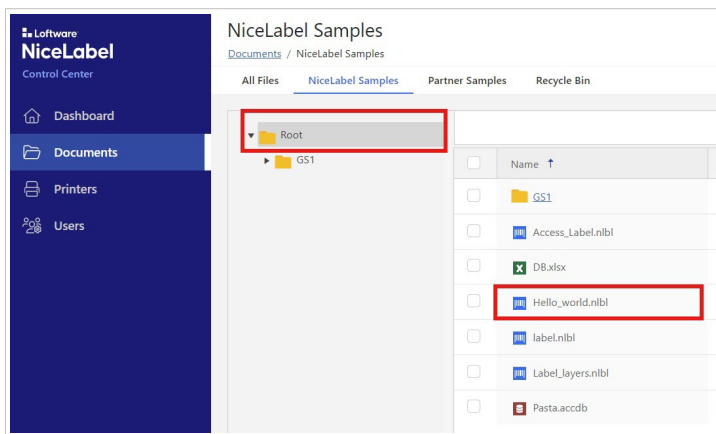 Loftware
NiceLabel
Control Center
Dashboard
Documents
Printers
Users
NiceLabel Samples
Documents / NiceLabel Samples
All Files NiceLabel Samples Partner Samples Recycle Bin
Root
GS1
Name ↑
GS1
Access_Label.nlbl
DB.xlsx
Hello_world.nlbl
label.nlbl
Label_layers.nlbl
Pasta.accdb